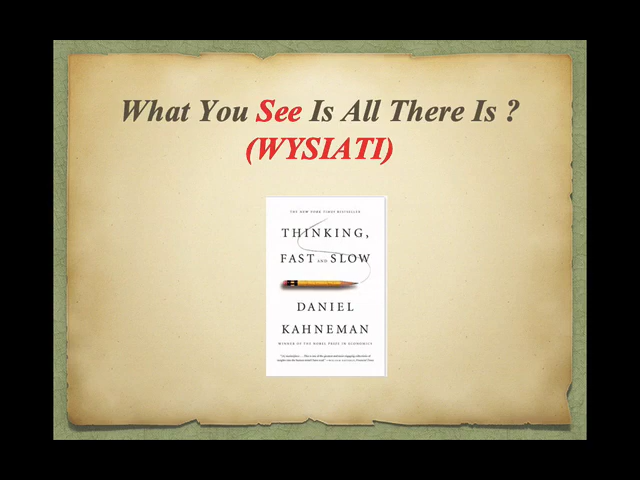 What You See Is All There Is ?
(WYSIATI)
THE NEW YORK TIMES BESTSELLER
THINKING,
FAST AND SLOW
DANIEL
KAHNEMAN
WINNER OF THE NOBEL PRIZE IN ECONOMICS